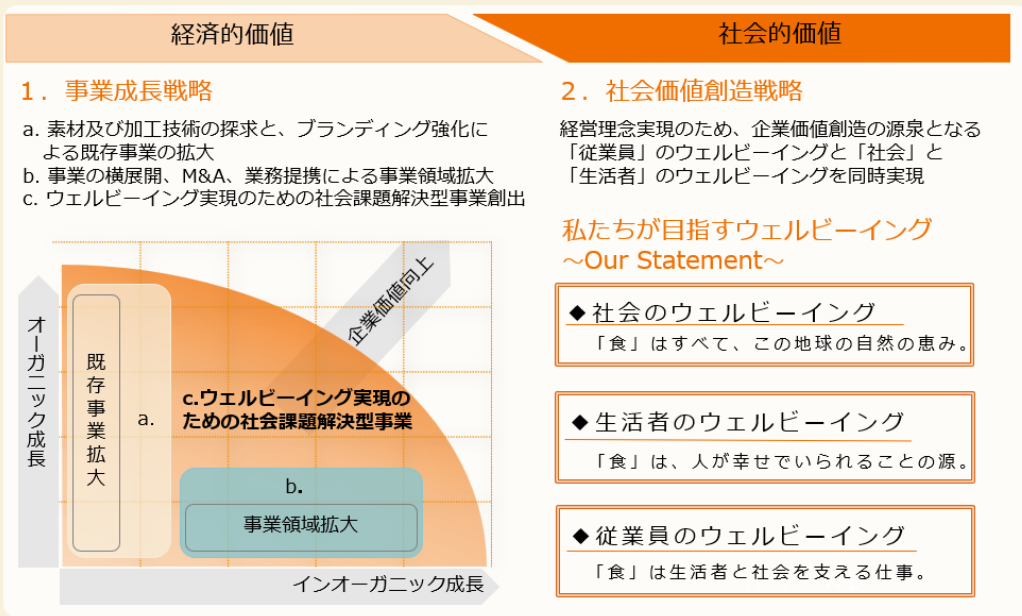 経済的価値
社会的価値
1．事業成長戦略
a. 素材及び加工技術の探求と、ブランディング強化に
よる既存事業の拡大
b. 事業の横展開、M&A、業務提携による事業領域拡大
c. ウェルビーイング実現のための社会課題解決型事業創出
オーガニック成長
既存事業拡大
a.
企業価値向上
c.ウェルビーイング実現の
ための社会課題解決型事業
b.
事業領域拡大
インオーガニック成長
2．社会価値創造戦略
経営理念実現のため、企業価値創造の源泉となる
「従業員」のウェルビーイングと「社会」と
「生活者」のウェルビーイングを同時実現
私たちが目指すウェルビーイング
～Our Statement～
◆社会のウェルビーイング
「食」はすべて、この地球の自然の恵み。
◆生活者のウェルビーイング
「食」は、人が幸せでいられることの源。
◆従業員のウェルビーイング
「食」は生活者と社会を支える仕事。